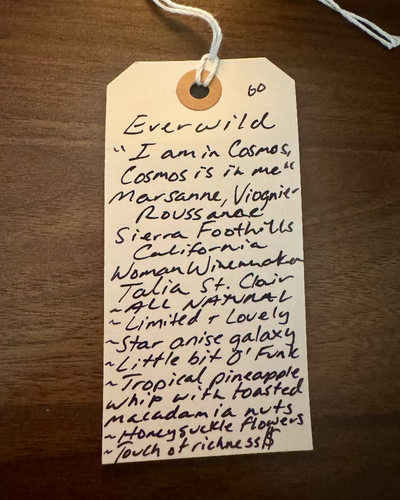 60
Everwild
"I am in Cosmos,
Cosmos is in me"
Marsanne, Viognier
Roussanne
Sierra Foothills
California
Woman Winemaker
Talia St. Clair
~ALL NATURAL
~Limited + Lovely
~Star anise galaxy
~Little bit O' Funk
~Tropical pineapple
whip with toasted
macadamia nuts
~Honeysuckle flowers
~Touch of richness$